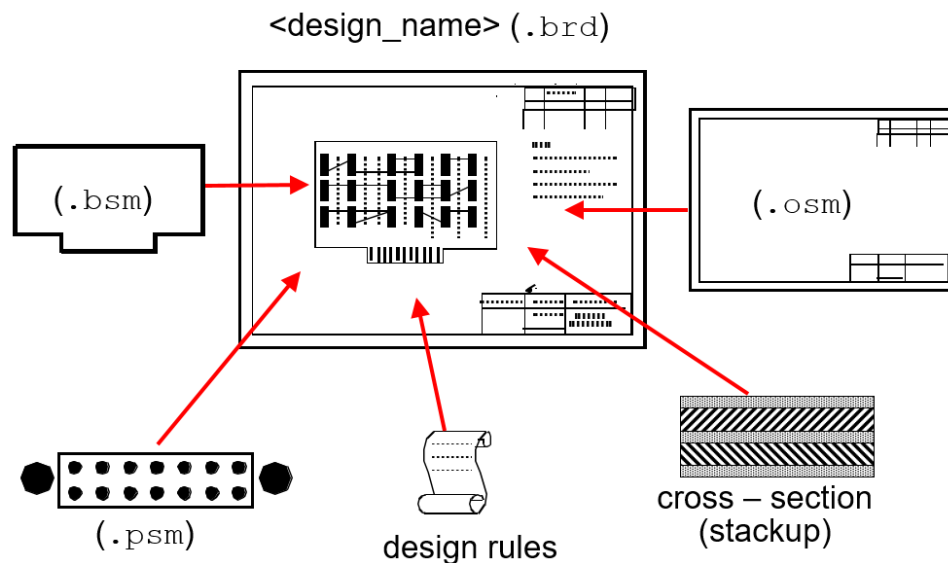 <design_name> (.brd)
(.bsm)
(.osm)
(.psm)
design rules
cross – section
(stackup)